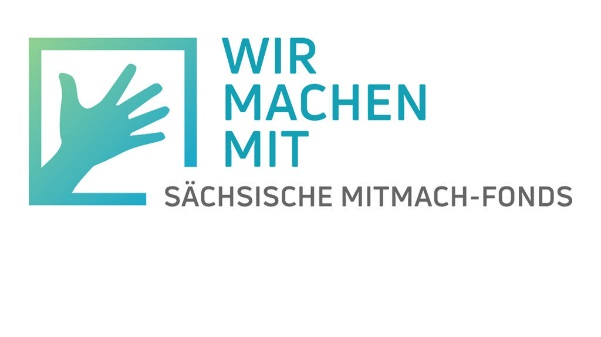 WIR
MACHEN
MIT
SÄCHSISCHE MITMACH-FONDS